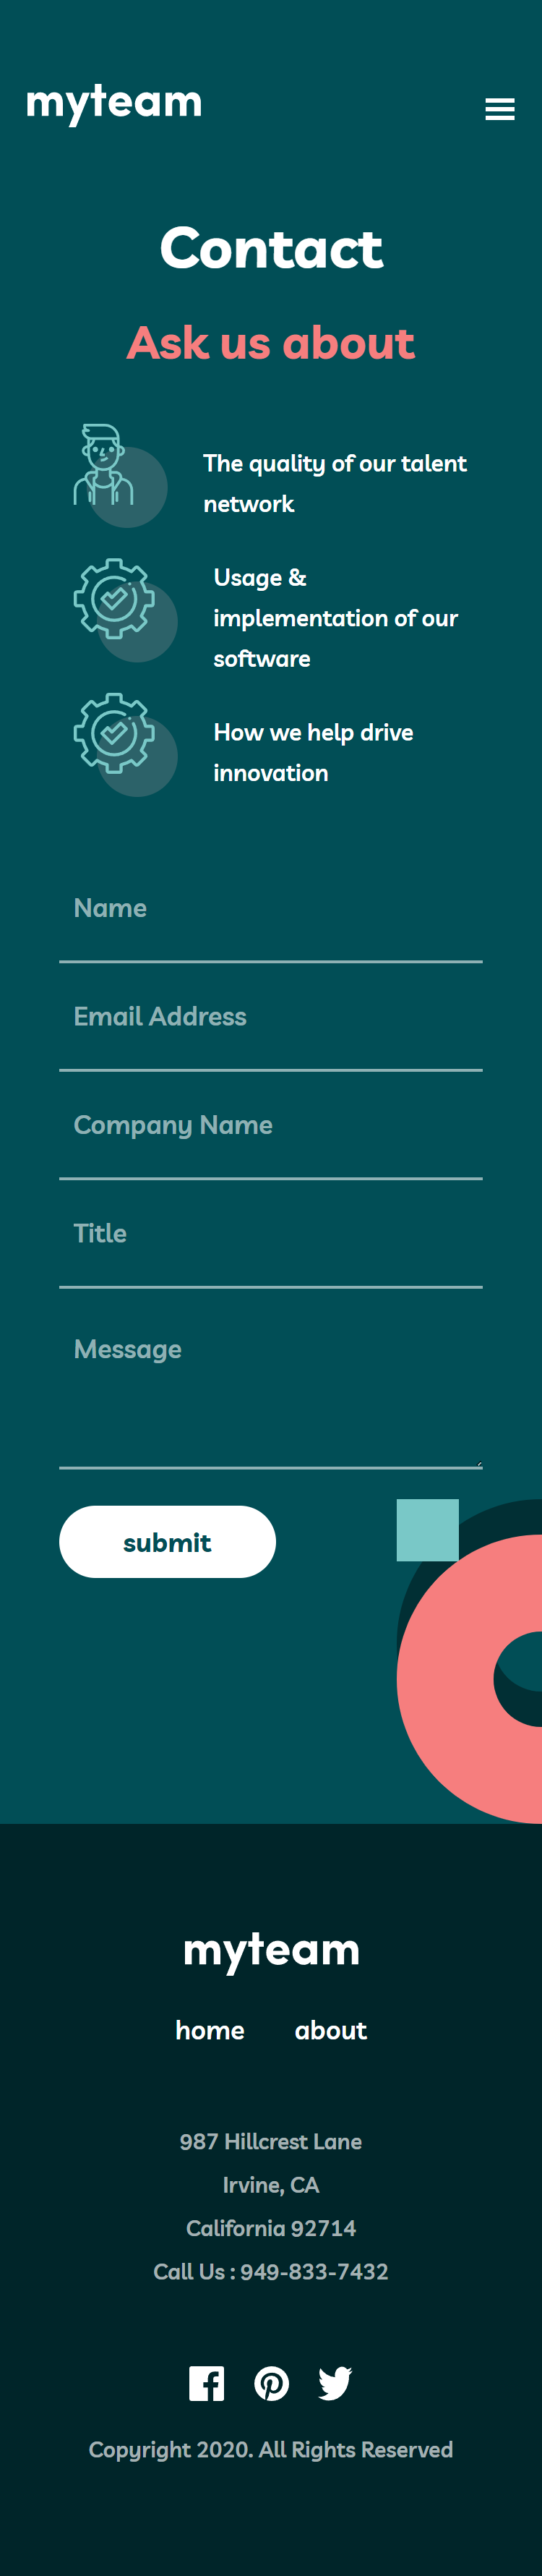 myteam
Contact
Ask us about
The quality of our talent
network
Usage &
implementation of our
software
How we help drive
innovation
Name
Email Address
Company Name
Title
Message
submit
myteam
home about
987 Hillcrest Lane
Irvine, CA
California 92714
Call Us : 949-833-7432
Copyright 2020. All Rights Reserved